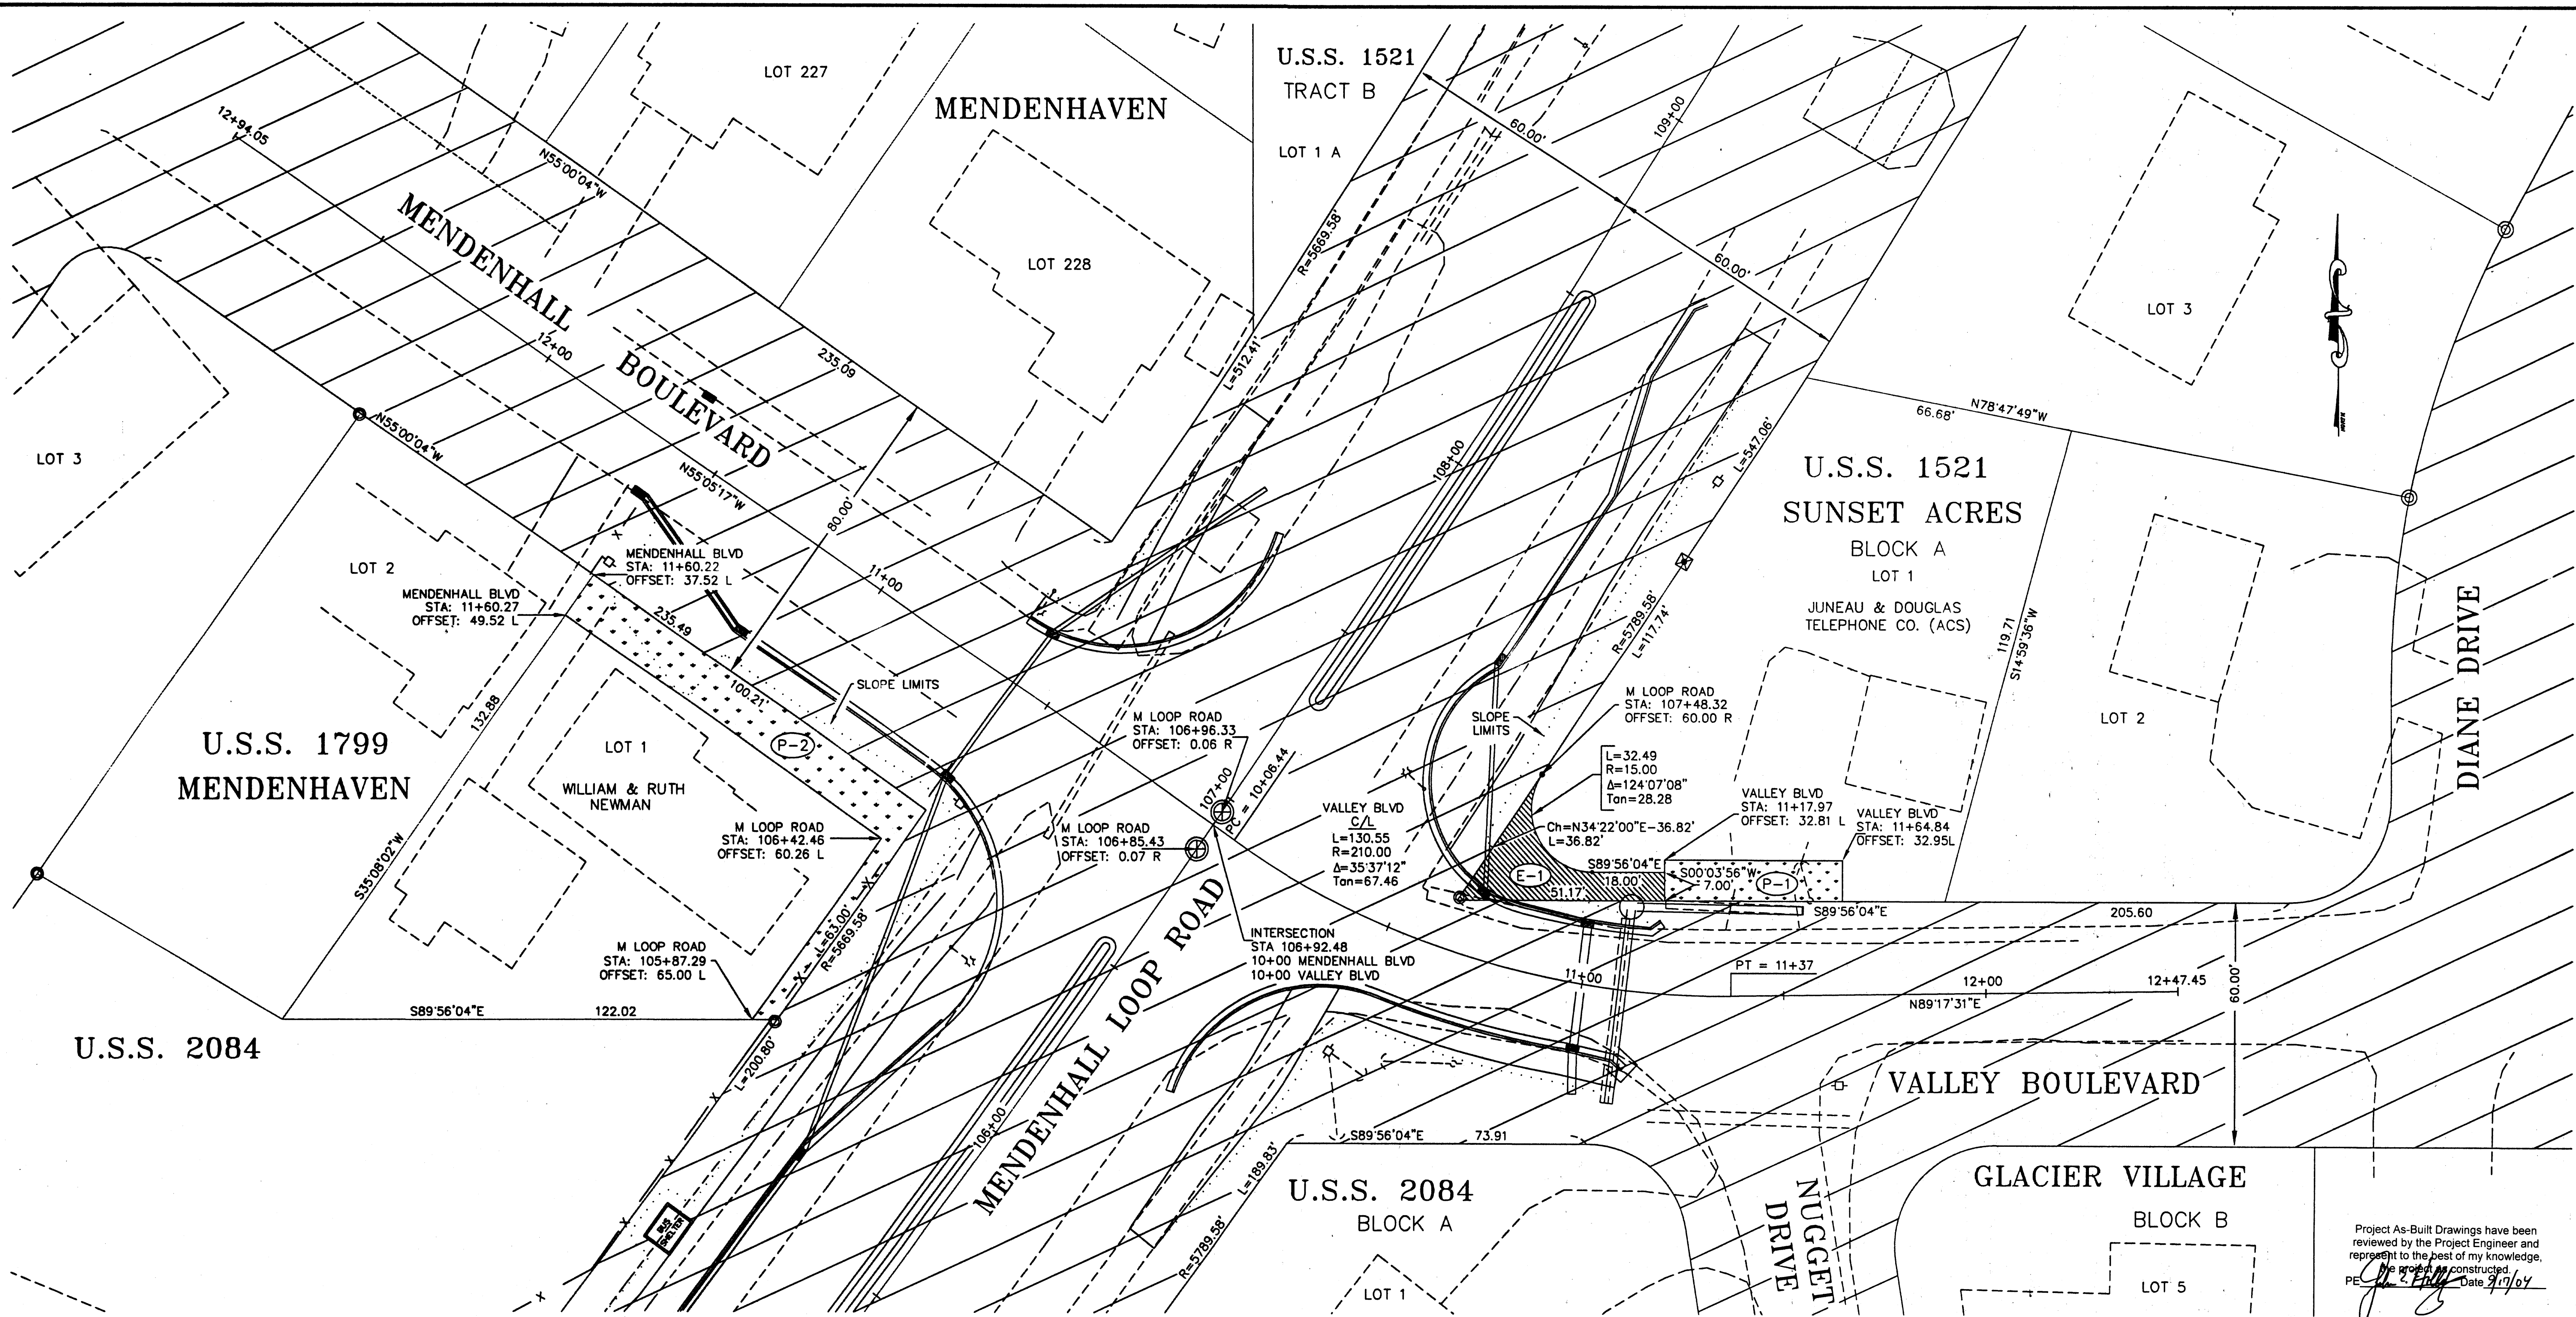 U.S.S. 1521
TRACT B
LOT 1 A
LOT 227
MENDENHAVEN
LOT 228
12+94.05
N55°00'04"W
MENDENHALL
BOULEVARD
12+00
235.09
N55°00'04"W
N55°05'17"W
80.00'
11+00
LOT 3
LOT 2
MENDENHALL BLVD
STA: 11+60.22
OFFSET: 37.52 L
MENDENHALL BLVD
STA: 11+60.27
OFFSET: 49.52 L
235.49
100.21'
SLOPE LIMITS
P-2
132.88
S35°08'02"W
U.S.S. 1799
MENDENHAVEN
LOT 1
WILLIAM & RUTH
NEWMAN
M LOOP ROAD
STA: 106+42.46
OFFSET: 60.26 L
L=63.00'
R=5669.58'
M LOOP ROAD
STA: 105+87.29
OFFSET: 65.00 L
S89°56'04"E
122.02
U.S.S. 2084
L=200.80'
BUS
SHELTER
R=5669.58'
L=512.41'
60.00'
60.00'
109+00
108+00
107+00
106+00
M LOOP ROAD
STA: 106+96.33
OFFSET: 0.06 R
PC = 10+06.44
M LOOP ROAD
STA: 106+85.43
OFFSET: 0.07 R
MENDENHALL LOOP ROAD
INTERSECTION
STA 106+92.48
10+00 MENDENHALL BLVD
10+00 VALLEY BLVD
VALLEY BLVD
C/L
L=130.55
R=210.00
Δ=35°37'12"
Tan=67.46
SLOPE
LIMITS
L=547.06'
R=5789.58'
L=117.74'
M LOOP ROAD
STA: 107+48.32
OFFSET: 60.00 R
L=32.49
R=15.00
Δ=124°07'08"
Tan=28.28
Ch=N34°22'00"E-36.82'
L=36.82'
VALLEY BLVD
STA: 11+17.97
OFFSET: 32.81 L
VALLEY BLVD
STA: 11+64.84
OFFSET: 32.95L
S89°56'04"E
S00°03'56"W
7.00'
E-1
18.00'
51.17'
P-1
S89°56'04"E
205.60
11+00
PT = 11+37
12+00
12+47.45
N89°17'31"E
60.00'
U.S.S. 1521
SUNSET ACRES
BLOCK A
LOT 1
JUNEAU & DOUGLAS
TELEPHONE CO. (ACS)
66.68'
N78°47'49"W
119.71
S14°59'36"W
LOT 3
LOT 2
DIANE DRIVE
VALLEY BOULEVARD
S89°56'04"E
73.91
L=189.83'
R=5789.58'
U.S.S. 2084
BLOCK A
LOT 1
NUGGET
DRIVE
GLACIER VILLAGE
BLOCK B
LOT 5
Project As-Built Drawings have been
reviewed by the Project Engineer and
represent to the best of my knowledge,
the project as constructed.
PE Date 9/17/04